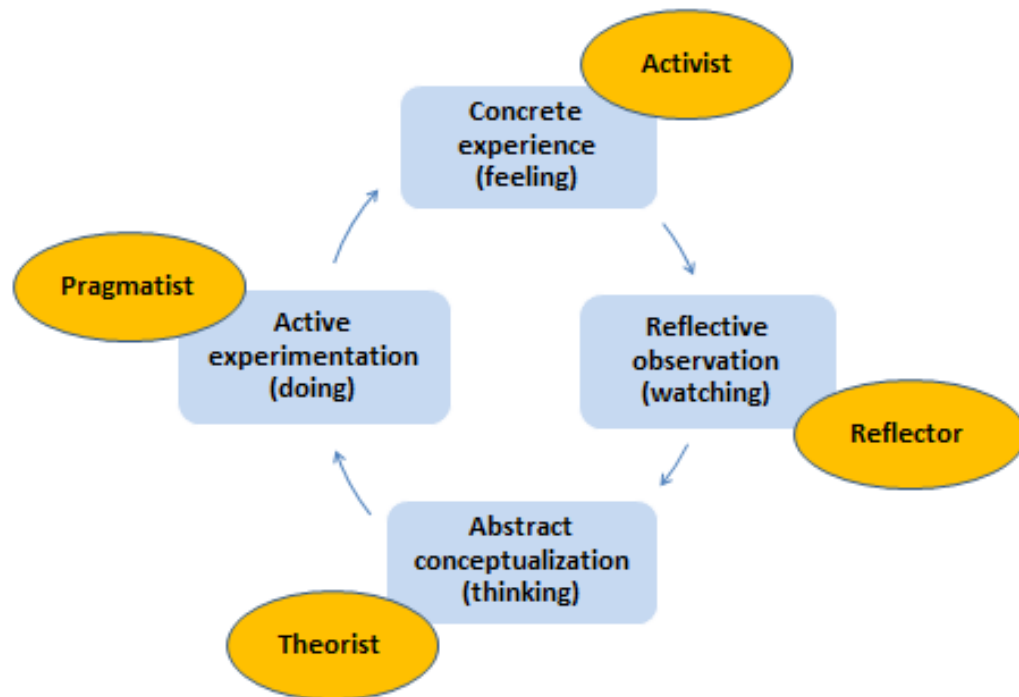 Activist
Concrete
experience
(feeling)
Pragmatist
Active
experimentation
(doing)
Reflective
observation
(watching)
Reflector
Abstract
conceptualization
(thinking)
Theorist